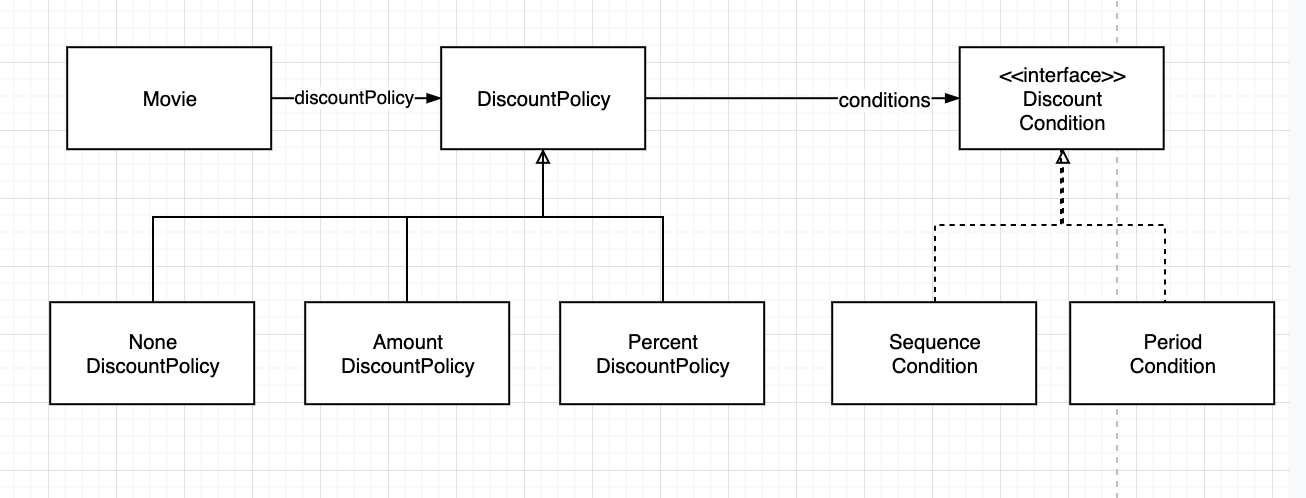 Movie
discountPolicy
DiscountPolicy
conditions
<<interface>>
Discount
Condition
None
DiscountPolicy
Amount
DiscountPolicy
Percent
DiscountPolicy
Sequence
Condition
Period
Condition